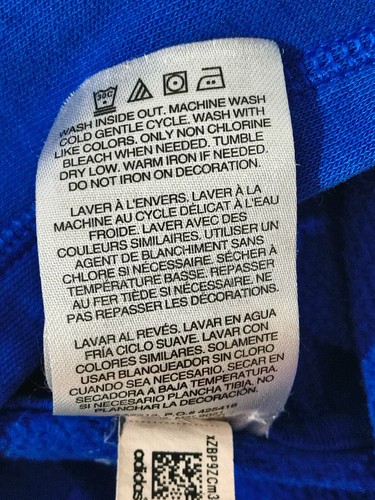 30C
WASH INSIDE OUT. MACHINE WASH
COLD GENTLE CYCLE. WASH WITH
LIKE COLORS. ONLY NON CHLORINE
BLEACH WHEN NEEDED. TUMBLE
DRY LOW. WARM IRON IF NEEDED.
DO NOT IRON ON DECORATION.
LAVER À L'ENVERS. LAVER À LA
MACHINE AU CYCLE DÉLICAT À L'EAU
FROIDE. LAVER AVEC DES
COULEURS SIMILAIRES. UTILISER UN
AGENT DE BLANCHIMENT SANS
CHLORE SI NÉCESSAIRE. SÉCHER À
TEMPÉRATURE BASSE. REPASSER
AU FER TIÈDE SI NÉCESSAIRE. NE
PAS REPASSER LES DÉCORATIONS.
LAVAR AL REVÉS. LAVAR EN AGUA
FRÍA CICLO SUAVE. LAVAR CON
COLORES SIMILARES. SOLAMENTE
USAR BLANQUEADOR SIN CLORO
CUANDO SEA NECESARIO. SECAR EN
SECADORA A BAJA TEMPERATURA.
SI NECESARIO PLANCHA TIBIA. NO
PLANCHAR LA DECORACIÓN.
P.O.# 425416
xZBP9ZCm3
adidas